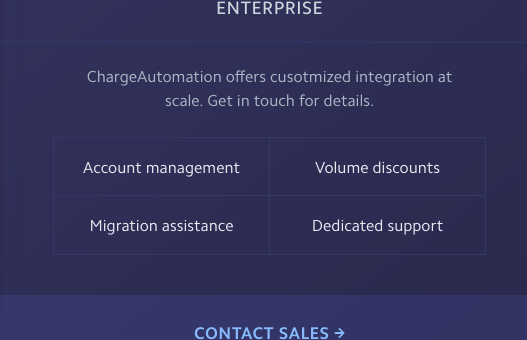 ENTERPRISE
ChargeAutomation offers cusotmized integration at
scale. Get in touch for details.
Account management
Volume discounts
Migration assistance
Dedicated support
CONTACT SALES →